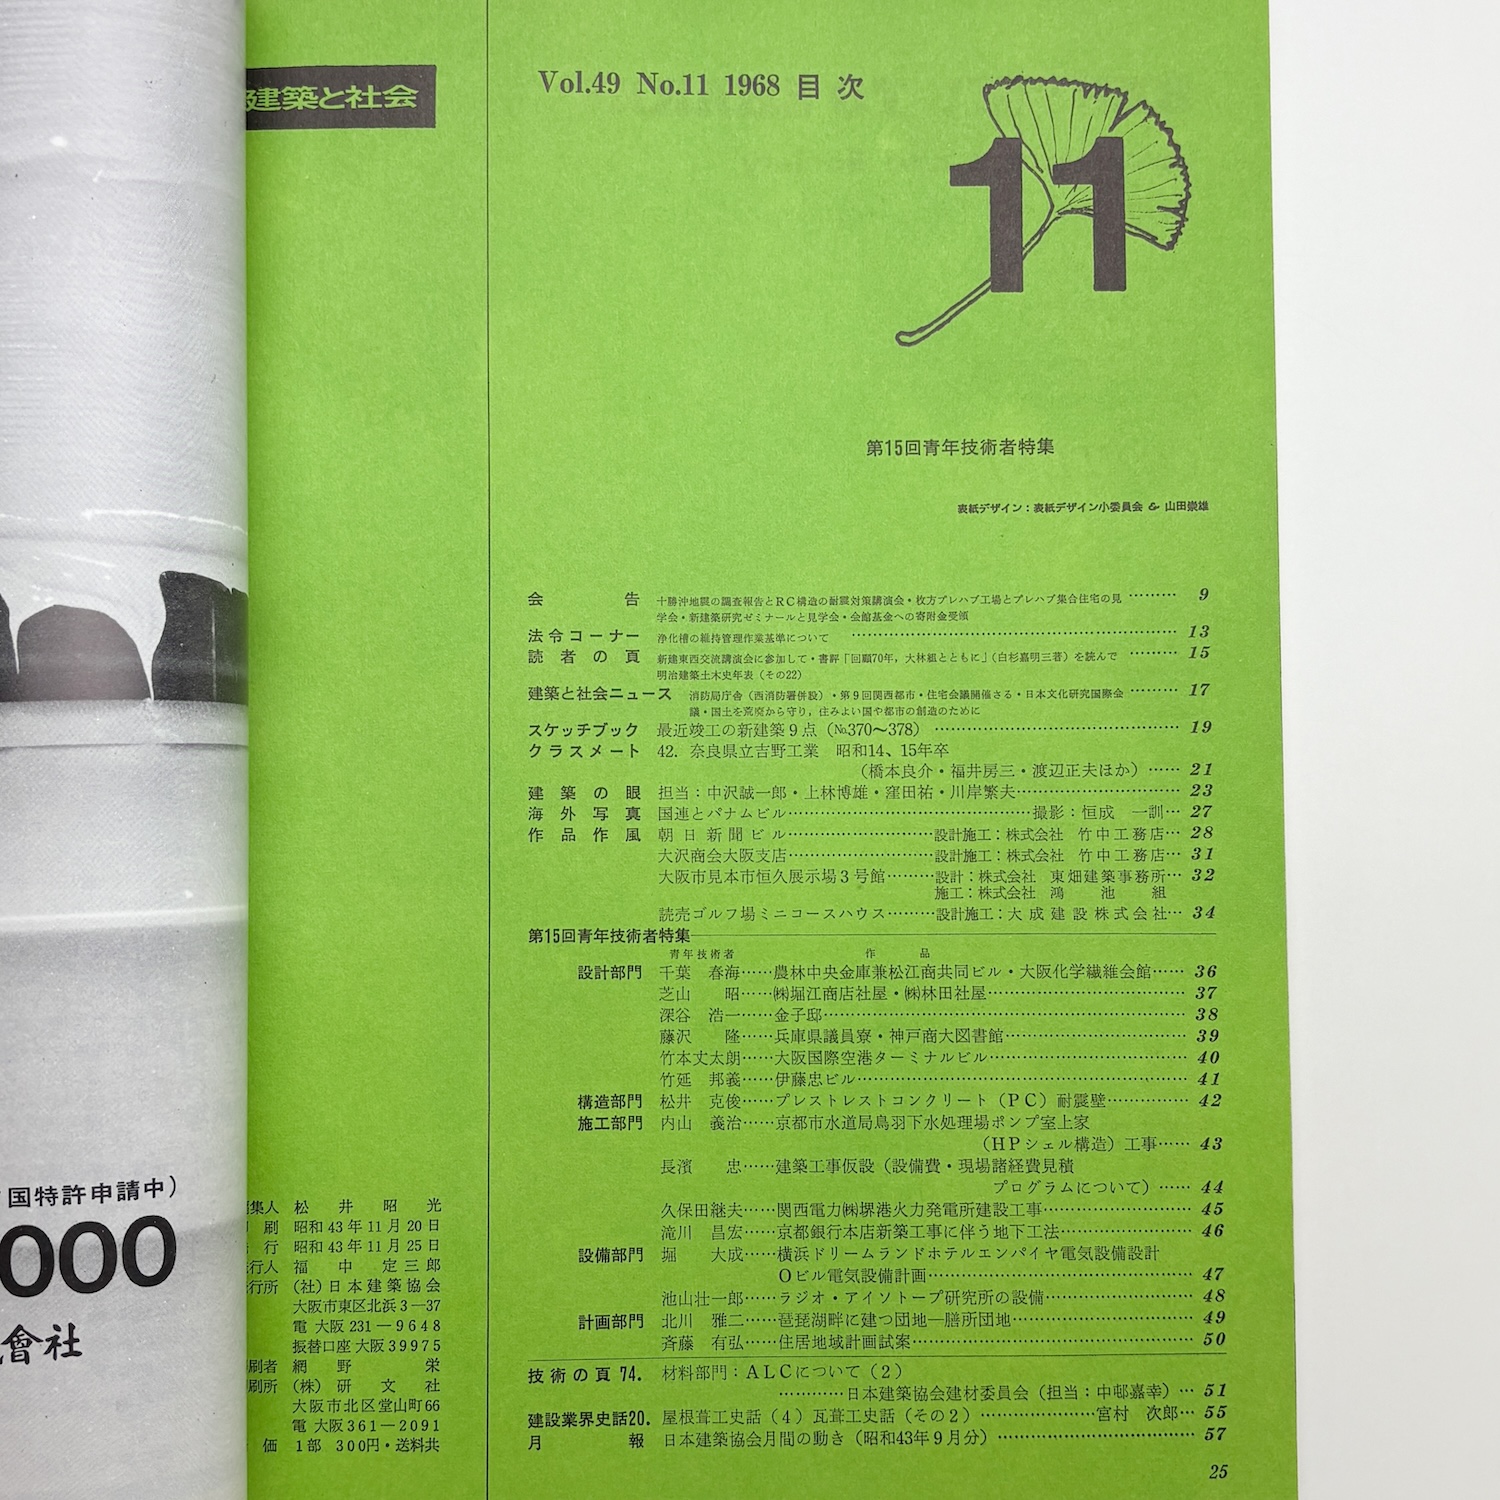 建築と社会
Vol.49 No.11 1968 目次
11
第15回青年技術者特集
表紙デザイン：表紙デザイン小委員会 & 山田崇雄
会告 十勝沖地震の調査報告とRC構造の耐震対策講演会・枚方プレハブ工場とプレハブ集合住宅の見………9
学会・新建築研究ゼミナールと見学会・会館基金への寄附金受領
法令コーナー 浄化槽の維持管理作業基準について………13
読者の頁 新建東西交流講演会に参加して・書評「回顧70年，大林組とともに」（白杉嘉明三著）を読んで………15
明治建築土木史年表（その22）
建築と社会ニュース 消防局庁舎（西消防署併設）・第9回関西都市・住宅会議開催さる・日本文化研究国際会………17
議・国土を荒廃から守り，住みよい国や都市の創造のために
スケッチブック 最近竣工の新建築9点（№370〜378）………19
クラスメート 42. 奈良県立吉野工業 昭和14、15年卒
（橋本良介・福井房三・渡辺正夫ほか）……21
建築の眼 担当：中沢誠一郎・上林博雄・窪田祐・川岸繁夫………23
海外写真 国連とパナムビル………撮影：恒成 一訓…27
作品作風 朝日新聞ビル………設計施工：株式会社 竹中工務店…28
大沢商会大阪支店………設計施工：株式会社 竹中工務店…31
大阪市見本市恒久展示場3号館………設計：株式会社 東畑建築事務所…32
施工：株式会社 鴻池組
読売ゴルフ場ミニコースハウス………設計施工：大成建設株式会社…34
第15回青年技術者特集
青年技術者 作品
設計部門 千葉 春海……農林中央金庫兼松江商共同ビル・大阪化学繊維会館……36
芝山 昭……㈱堀江商店社屋・㈱林田社屋………37
深谷 浩一……金子邸………38
藤沢 隆……兵庫県議員寮・神戸商大図書館………39
竹本丈太朗……大阪国際空港ターミナルビル………40
竹延 邦義……伊藤忠ビル………41
構造部門 松井 克俊……プレストレストコンクリート（PC）耐震壁………42
施工部門 内山 義治……京都市水道局鳥羽下水処理場ポンプ室上家
（HPシェル構造）工事……43
長濱 忠……建築工事仮設（設備費・現場諸経費見積
プログラムについて）……44
久保田継夫……関西電力㈱堺港火力発電所建設工事………45
滝川 昌宏……京都銀行本店新築工事に伴う地下工法………46
設備部門 堀 大成……横浜ドリームランドホテルエンパイヤ電気設備設計
Oビル電気設備計画………47
池山壮一郎……ラジオ・アイソトープ研究所の設備………48
計画部門 北川 雅二……琵琶湖畔に建つ団地―膳所団地………49
斉藤 有弘……住居地域計画試案………50
技術の頁 74. 材料部門：ALCについて（2）
…………日本建築協会建材委員会（担当：中邨嘉幸）…51
建設業界史話20. 屋根葺工史話（4）瓦葺工史話（その2）………宮村 次郎…55
月報 日本建築協会月間の動き（昭和43年9月分）………57
25
集人 松井昭光
刷 昭和43年11月20日
行 昭和43年11月25日
行人 福中定三郎
行所 （社）日本建築協会
大阪市東区北浜3―37
電 大阪231―9648
振替口座 大阪39975
刷者 網野栄
刷所 （株）研文社
大阪市北区堂山町66
電 大阪361―2091
価 1部 300円・送料共
国特許申請中）
000
會社